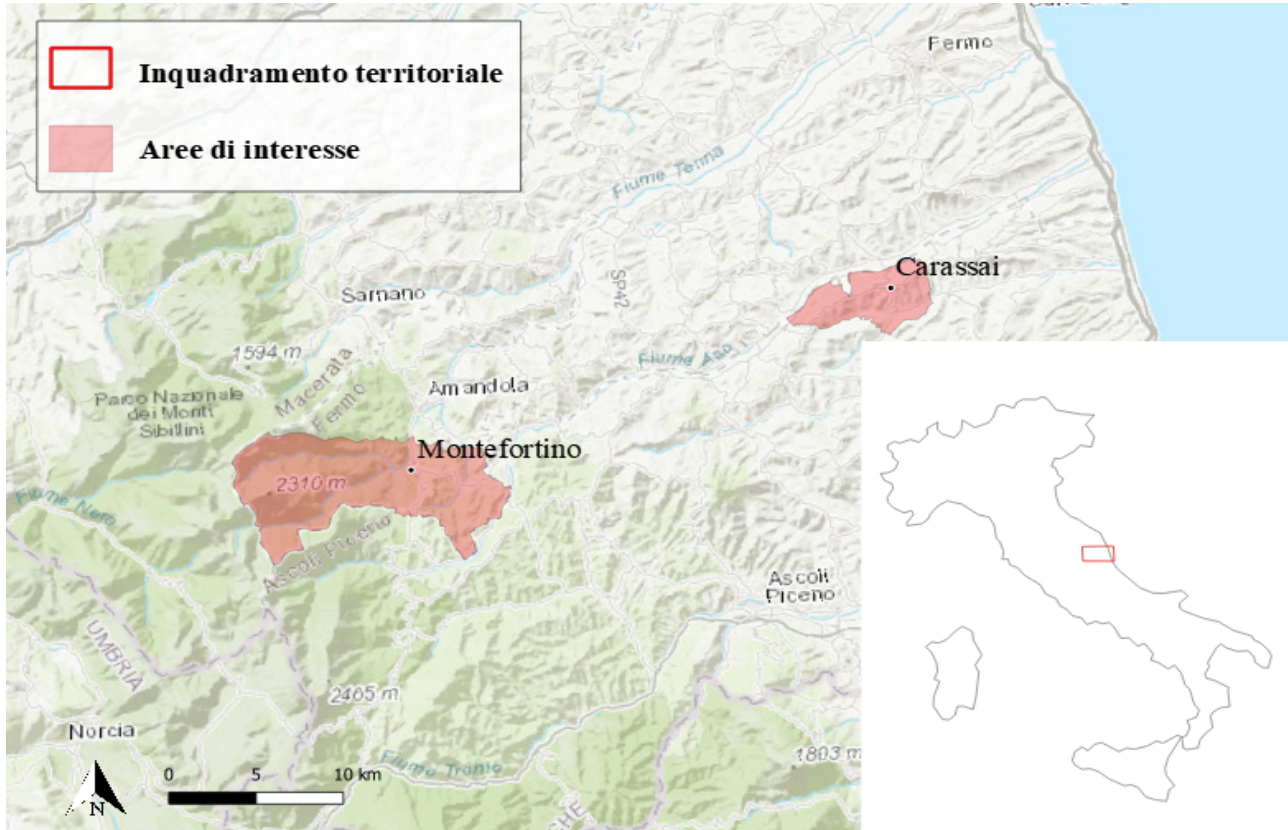 Inquadramento territoriale
Aree di interesse
Fermo
Fiume Tenna
Carassai
SP42
Sarnano
1594 m
Macerata
Fermo
Fiume Aso
Amandola
Parco Nazionale
dei Monti
Sibillini
Montefortino
2310 m
Fiume Nera
Ascoli Piceno
Ascoli
Piceno
UMBRIA
2465 m
Norcia
1803 m
Fiume Tronto
0 5 10 km
N